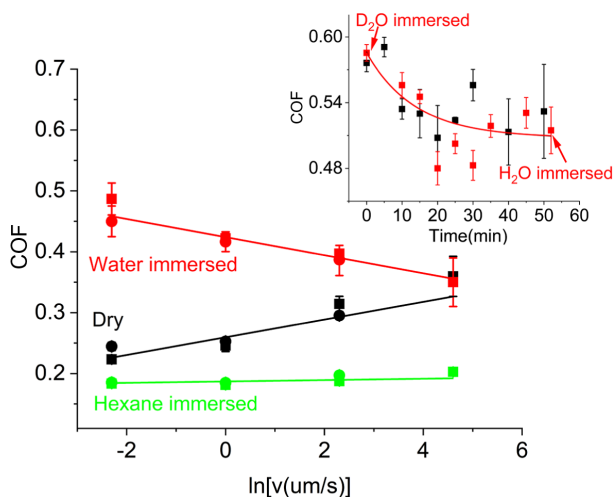 D₂O immersed
0.60
0.54
0.48
COF
H₂O immersed
0 10 20 30 40 50 60
Time(min)
0.7
0.6
0.5
0.4
0.3
0.2
COF
Water immersed
Dry
Hexane immersed
-2 0 2 4 6
ln[v(um/s)]